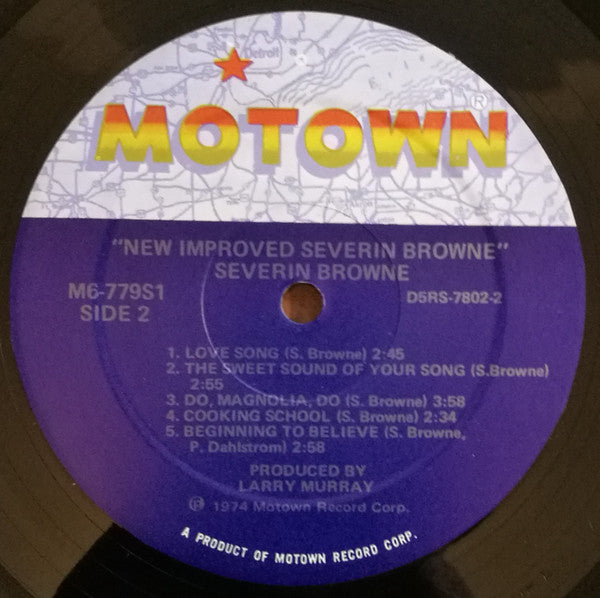 Detroit
MOTOWN®
"NEW IMPROVED SEVERIN BROWNE"
SEVERIN BROWNE
M6-779S1
SIDE 2
D5RS-7802-2
1. LOVE SONG (S. Browne) 2:45
2. THE SWEET SOUND OF YOUR SONG (S.Browne)
2:55
3. DO, MAGNOLIA, DO (S. Browne) 3:58
4. COOKING SCHOOL (S. Browne) 2:34
5. BEGINNING TO BELIEVE (S. Browne,
P. Dahlstrom) 2:58
PRODUCED BY
LARRY MURRAY
℗ 1974 Motown Record Corp.
A PRODUCT OF MOTOWN RECORD CORP.